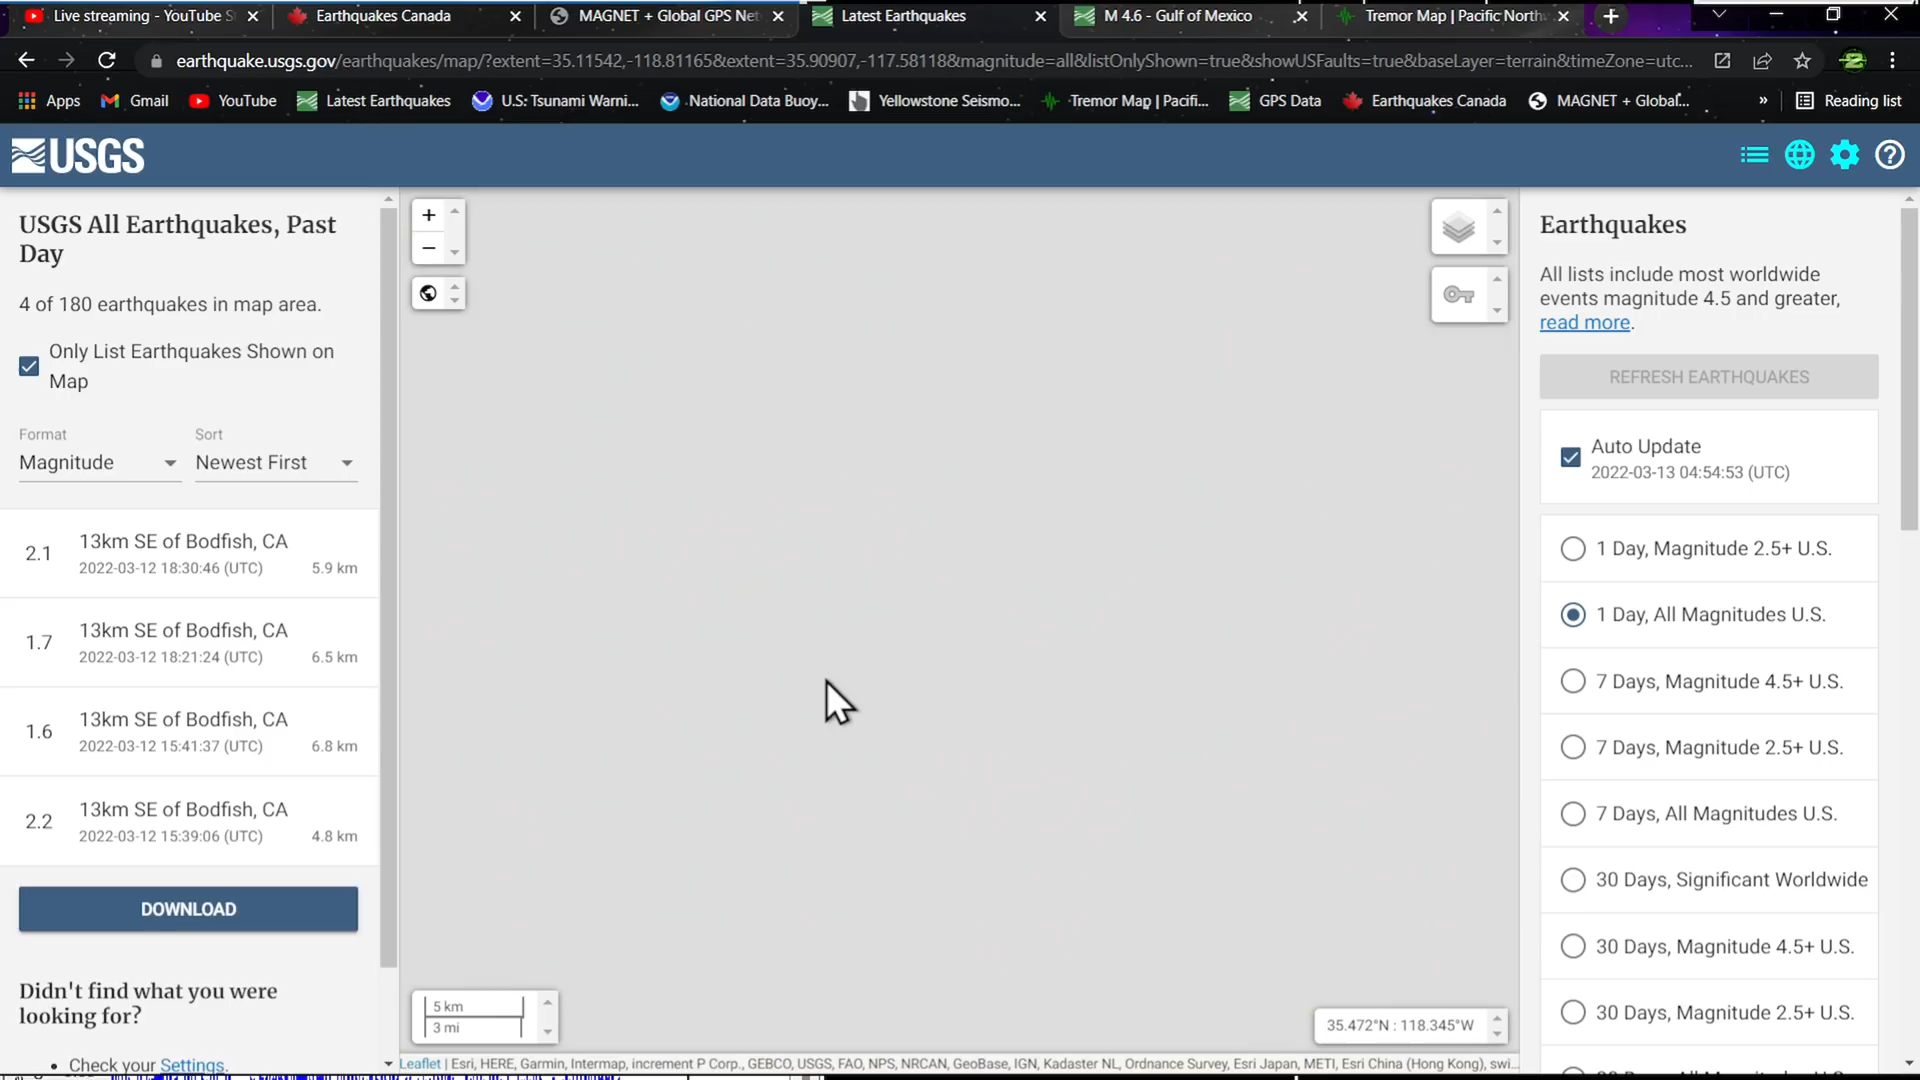 Live streaming - YouTube S
Earthquakes Canada
MAGNET + Global GPS Net
Latest Earthquakes
M 4.6 - Gulf of Mexico
Tremor Map | Pacific North
earthquake.usgs.gov/earthquakes/map/?extent=35.11542,-118.81165&extent=35.90907,-117.58118&magnitude=all&listOnlyShown=true&showUSFaults=true&baseLayer=terrain&timeZone=utc...
Apps
Gmail
YouTube
Latest Earthquakes
U.S: Tsunami Warni...
National Data Buoy...
Yellowstone Seismo...
Tremor Map | Pacifi...
GPS Data
Earthquakes Canada
MAGNET + Global...
»
Reading list
USGS
USGS All Earthquakes, Past
Day
4 of 180 earthquakes in map area.
Only List Earthquakes Shown on
Map
Format
Sort
Magnitude
Newest First
2.1
13km SE of Bodfish, CA
2022-03-12 18:30:46 (UTC)
5.9 km
1.7
13km SE of Bodfish, CA
2022-03-12 18:21:24 (UTC)
6.5 km
1.6
13km SE of Bodfish, CA
2022-03-12 15:41:37 (UTC)
6.8 km
2.2
13km SE of Bodfish, CA
2022-03-12 15:39:06 (UTC)
4.8 km
DOWNLOAD
Didn't find what you were
looking for?
• Check your Settings.
+
−
5 km
3 mi
35.472°N : 118.345°W
Leaflet | Esri, HERE, Garmin, Intermap, increment P Corp., GEBCO, USGS, FAO, NPS, NRCAN, GeoBase, IGN, Kadaster NL, Ordnance Survey, Esri Japan, METI, Esri China (Hong Kong), swi...
Earthquakes
All lists include most worldwide
events magnitude 4.5 and greater,
read more.
REFRESH EARTHQUAKES
Auto Update
2022-03-13 04:54:53 (UTC)
1 Day, Magnitude 2.5+ U.S.
1 Day, All Magnitudes U.S.
7 Days, Magnitude 4.5+ U.S.
7 Days, Magnitude 2.5+ U.S.
7 Days, All Magnitudes U.S.
30 Days, Significant Worldwide
30 Days, Magnitude 4.5+ U.S.
30 Days, Magnitude 2.5+ U.S.